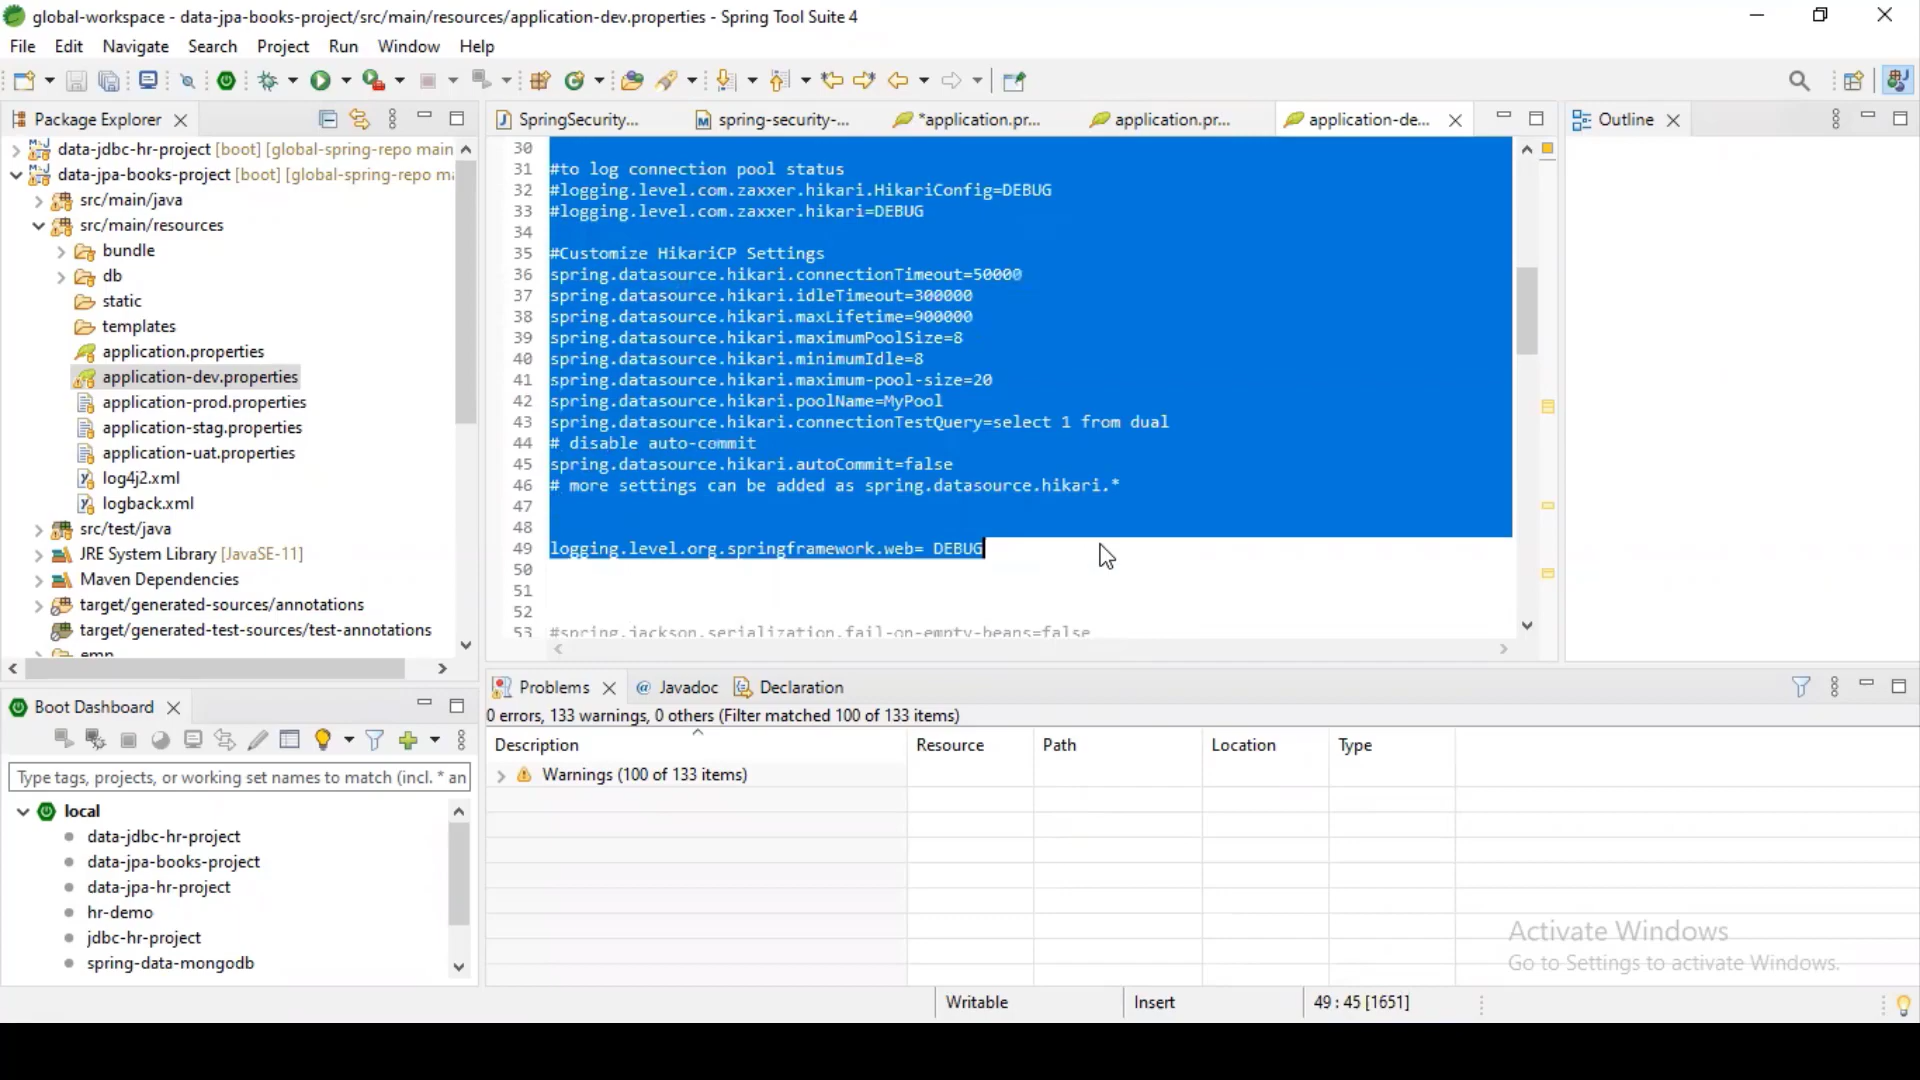 global-workspace - data-jpa-books-project/src/main/resources/application-dev.properties - Spring Tool Suite 4
File Edit Navigate Search Project Run Window Help
Package Explorer
data-jdbc-hr-project [boot] [global-spring-repo main
data-jpa-books-project [boot] [global-spring-repo ma
src/main/java
src/main/resources
bundle
db
static
templates
application.properties
application-dev.properties
application-prod.properties
application-stag.properties
application-uat.properties
log4j2.xml
logback.xml
src/test/java
JRE System Library [JavaSE-11]
Maven Dependencies
target/generated-sources/annotations
target/generated-test-sources/test-annotations
emp
SpringSecurity... spring-security-... *application.pr... application.pr... application-de...
30
31 #to log connection pool status
32 #logging.level.com.zaxxer.hikari.HikariConfig=DEBUG
33 #logging.level.com.zaxxer.hikari=DEBUG
34
35 #Customize HikariCP Settings
36 spring.datasource.hikari.connectionTimeout=50000
37 spring.datasource.hikari.idleTimeout=300000
38 spring.datasource.hikari.maxLifetime=900000
39 spring.datasource.hikari.maximumPoolSize=8
40 spring.datasource.hikari.minimumIdle=8
41 spring.datasource.hikari.maximum-pool-size=20
42 spring.datasource.hikari.poolName=MyPool
43 spring.datasource.hikari.connectionTestQuery=select 1 from dual
44 # disable auto-commit
45 spring.datasource.hikari.autoCommit=false
46 # more settings can be added as spring.datasource.hikari.*
47
48
49 logging.level.org.springframework.web= DEBUG
50
51
52
53 #spring.jackson.serialization.fail-on-empty-beans=false
Outline
Boot Dashboard
Type tags, projects, or working set names to match (incl. * an
local
data-jdbc-hr-project
data-jpa-books-project
data-jpa-hr-project
hr-demo
jdbc-hr-project
spring-data-mongodb
Problems Javadoc Declaration
0 errors, 133 warnings, 0 others (Filter matched 100 of 133 items)
Description Resource Path Location Type
Warnings (100 of 133 items)
Activate Windows
Go to Settings to activate Windows.
Writable Insert 49 : 45 [1651]